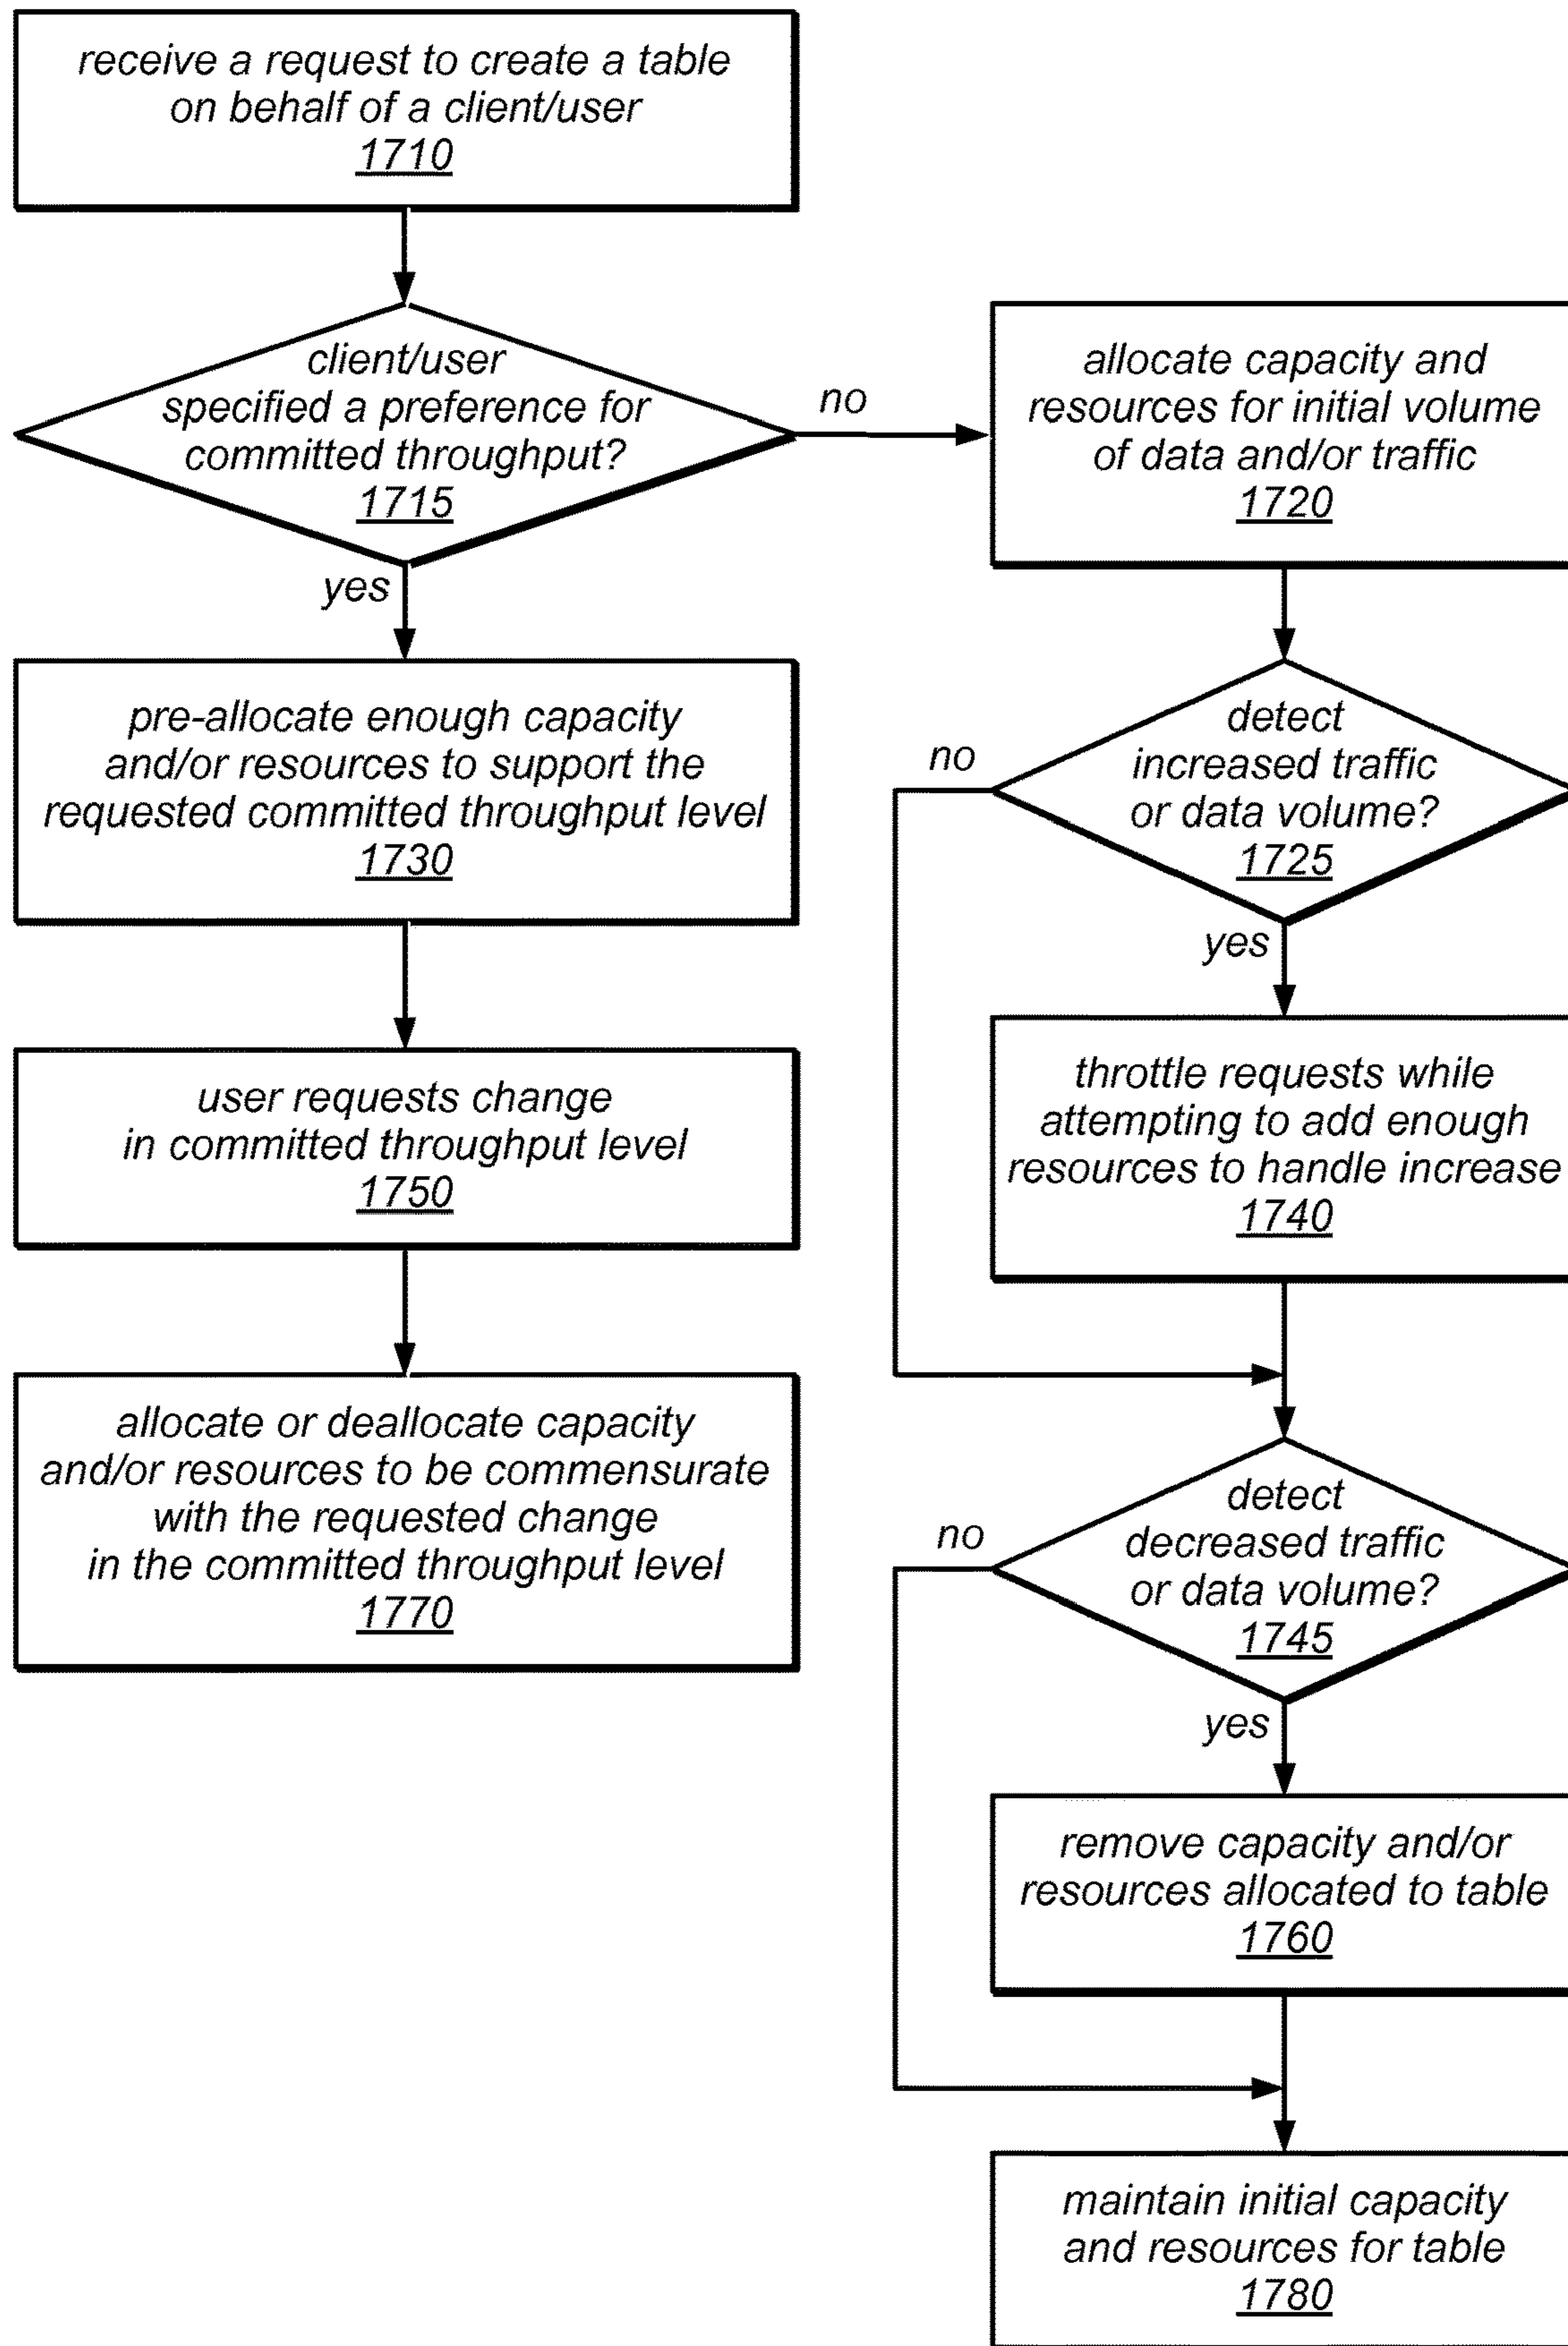 receive a request to create a table
on behalf of a client/user
1710
client/user
specified a preference for
committed throughput?
1715
no
yes
allocate capacity and
resources for initial volume
of data and/or traffic
1720
pre-allocate enough capacity
and/or resources to support the
requested committed throughput level
1730
detect
increased traffic
or data volume?
1725
no
yes
user requests change
in committed throughput level
1750
throttle requests while
attempting to add enough
resources to handle increase
1740
allocate or deallocate capacity
and/or resources to be commensurate
with the requested change
in the committed throughput level
1770
detect
decreased traffic
or data volume?
1745
no
yes
remove capacity and/or
resources allocated to table
1760
maintain initial capacity
and resources for table
1780